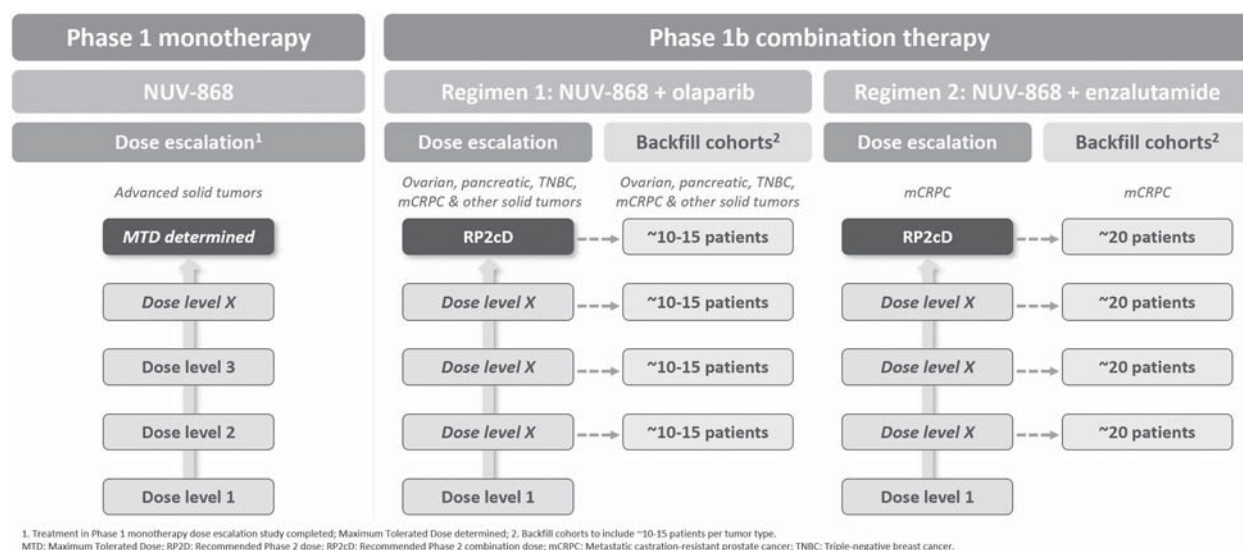 Phase 1 monotherapy
Phase 1b combination therapy
NUV-868
Regimen 1: NUV-868 + olaparib
Regimen 2: NUV-868 + enzalutamide
Dose escalation1
Dose escalation
Backfill cohorts2
Dose escalation
Backfill cohorts2
Advanced solid tumors
Ovarian, pancreatic, TNBC,
mCRPC & other solid tumors
Ovarian, pancreatic, TNBC,
mCRPC & other solid tumors
mCRPC
mCRPC
MTD determined
RP2cD
~10-15 patients
RP2cD
~20 patients
Dose level X
Dose level X
~10-15 patients
Dose level X
~20 patients
Dose level 3
Dose level X
~10-15 patients
Dose level X
~20 patients
Dose level 2
Dose level X
~10-15 patients
Dose level X
~20 patients
Dose level 1
Dose level 1
Dose level 1
1. Treatment in Phase 1 monotherapy dose escalation study completed; Maximum Tolerated Dose determined; 2. Backfill cohorts to include ~10-15 patients per tumor type.
MTD: Maximum Tolerated Dose; RP2D: Recommended Phase 2 dose; RP2cD: Recommended Phase 2 combination dose; mCRPC: Metastatic castration-resistant prostate cancer; TNBC: Triple-negative breast cancer.